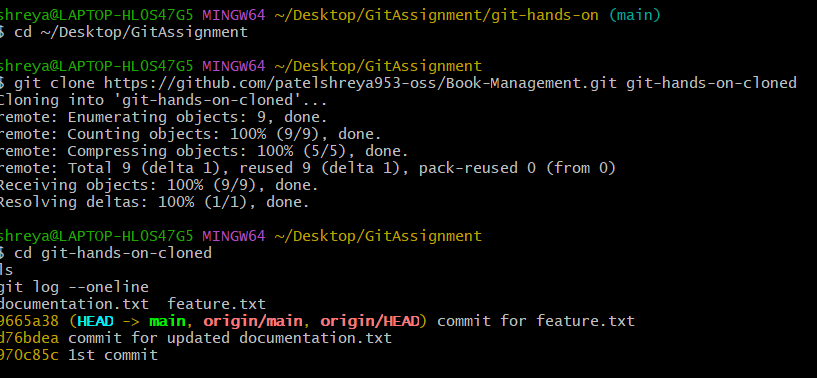 shreya@LAPTOP-HL0S47G5 MINGW64 ~/Desktop/GitAssignment/git-hands-on (main)
$ cd ~/Desktop/GitAssignment
shreya@LAPTOP-HL0S47G5 MINGW64 ~/Desktop/GitAssignment
$ git clone https://github.com/patelshreya953-oss/Book-Management.git git-hands-on-cloned
Cloning into 'git-hands-on-cloned'...
remote: Enumerating objects: 9, done.
remote: Counting objects: 100% (9/9), done.
remote: Compressing objects: 100% (5/5), done.
remote: Total 9 (delta 1), reused 9 (delta 1), pack-reused 0 (from 0)
Receiving objects: 100% (9/9), done.
Resolving deltas: 100% (1/1), done.
shreya@LAPTOP-HL0S47G5 MINGW64 ~/Desktop/GitAssignment
$ cd git-hands-on-cloned
ls
git log --oneline
documentation.txt  feature.txt
9665a38 (HEAD -> main, origin/main, origin/HEAD) commit for feature.txt
d76bdea commit for updated documentation.txt
970c85c 1st commit